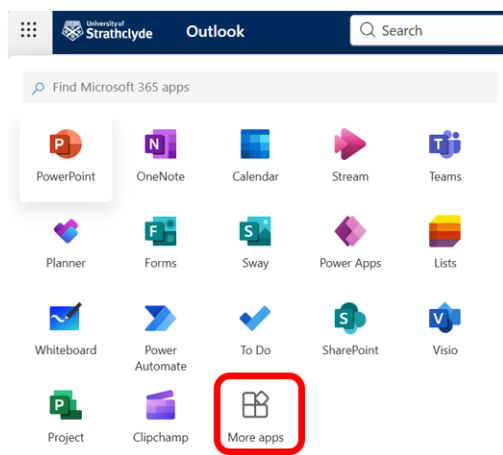 University of
Strathclyde
Outlook
Search
Find Microsoft 365 apps
PowerPoint
OneNote
Calendar
Stream
Teams
Planner
Forms
Sway
Power Apps
Lists
Whiteboard
Power
Automate
To Do
SharePoint
Visio
Project
Clipchamp
More apps